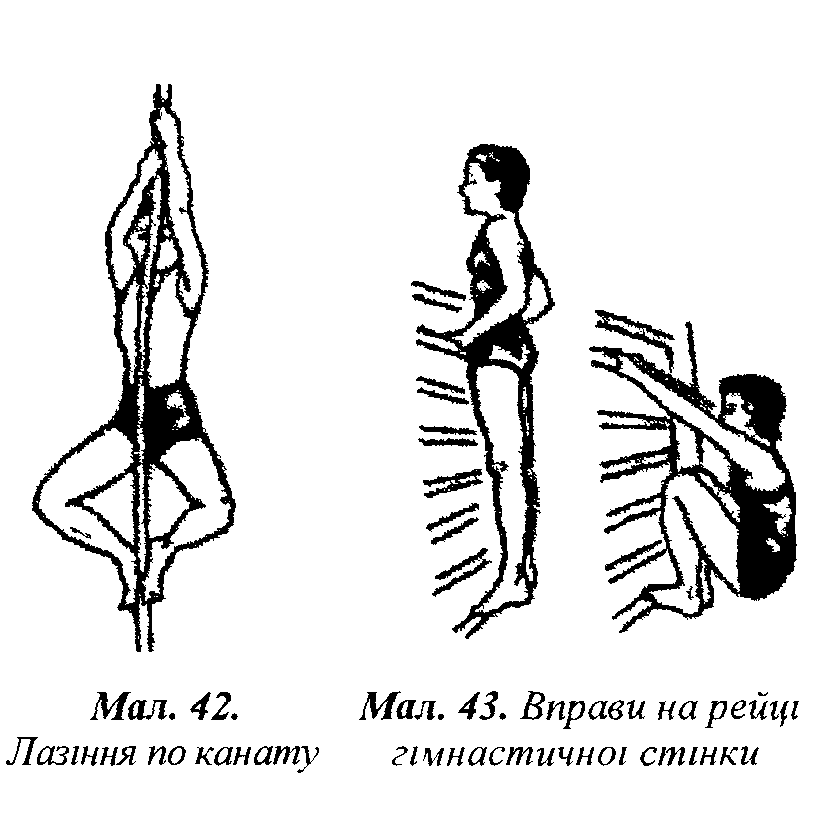 Мал. 42.
Лазіння по канату
Мал. 43. Вправи на рейці
гімнастичної стінки